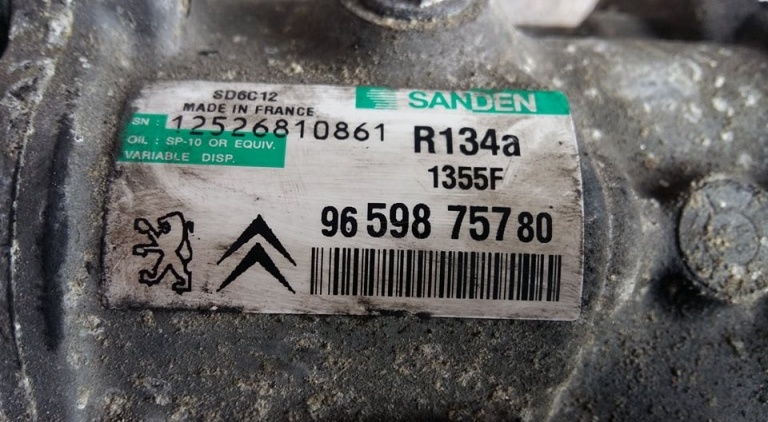 SD6C12
MADE IN FRANCE
SANDEN
SN : 12526810861
OIL : SP-10 OR EQUIV.
VARIABLE DISP.
R134a
1355F
96 598 757 80